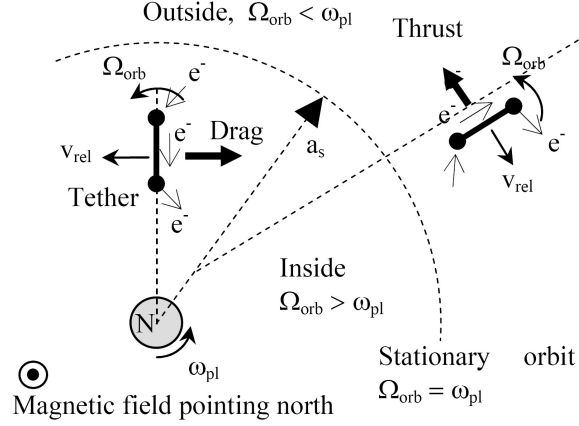 Outside, Ω_orb < ω_pl
Thrust
Ω_orb
e⁻
e⁻
Drag
v_rel
Tether
e⁻
a_s
e⁻
Ω_orb
e⁻
v_rel
Inside
Ω_orb > ω_pl
N
ω_pl
Stationary orbit
Ω_orb = ω_pl
Magnetic field pointing north